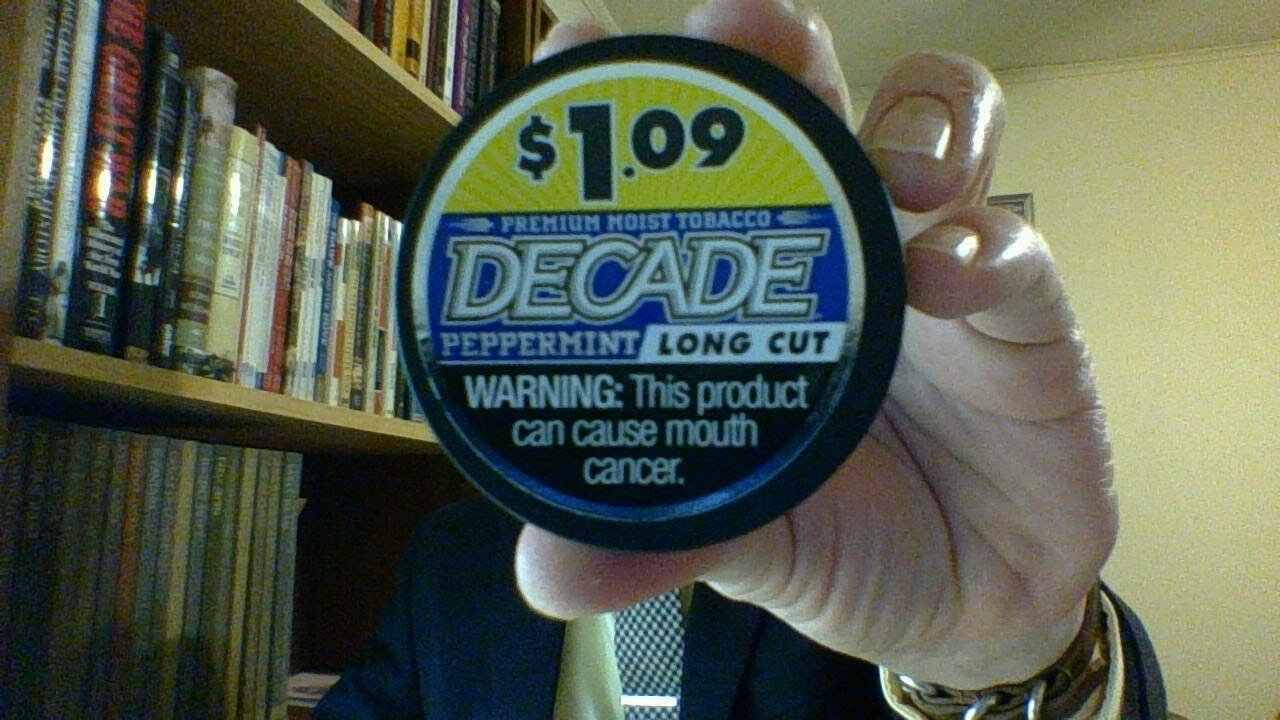 $1.09
PREMIUM MOIST TOBACCO
DECADE
PEPPERMINT LONG CUT
WARNING: This product
can cause mouth
cancer.